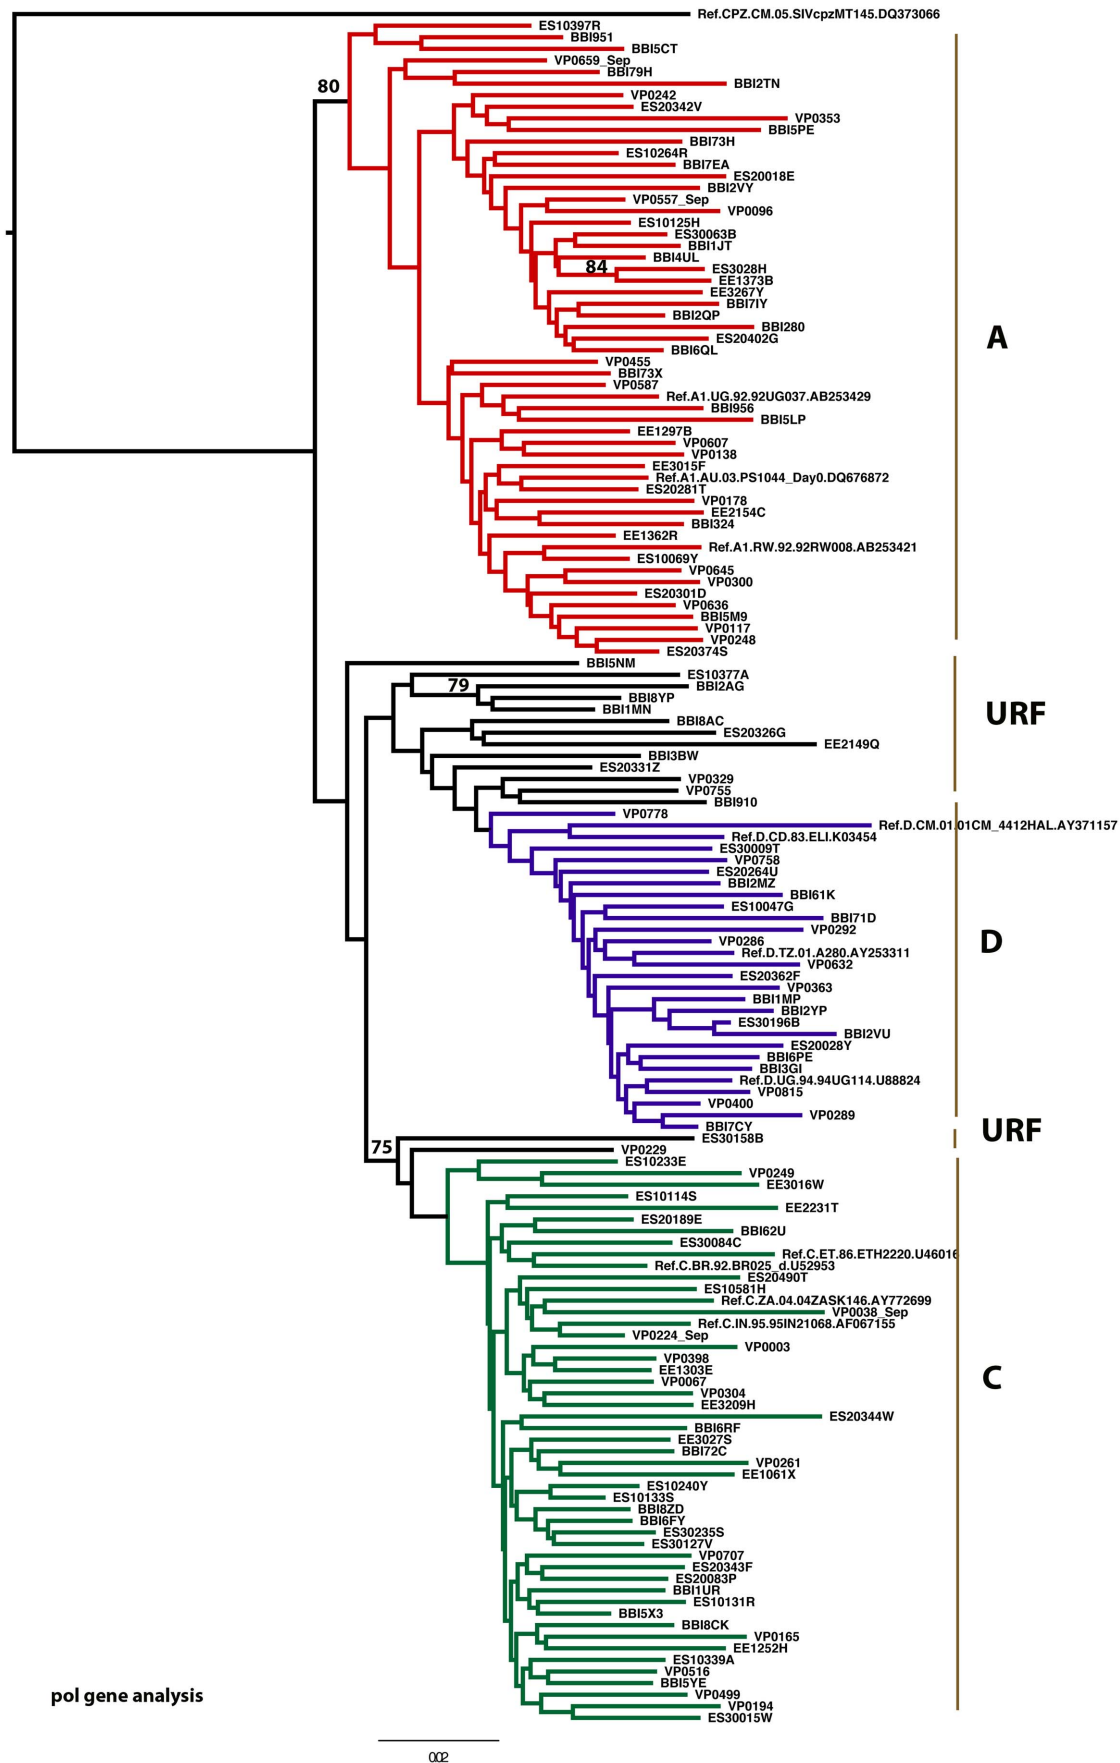 Ref.CPZ.CM.05.SIVcpzMT145.DQ373066
ES10397R
BBI951
BBI5CT
VP0659_Sep
BBI79H
80
BBI2TN
VP0242
ES20342V
VP0353
BBI5PE
BBI73H
ES10264R
BBI7EA
ES20018E
BBI2VY
VP0557_Sep
VP0096
ES10125H
ES30063B
BBI1JT
BBI4UL
84
ES3028H
EE1373B
EE3267Y
BBI7IY
BBI2QP
BBI280
ES20402G
A
BBI6QL
VP0455
BBI73X
VP0587
Ref.A1.UG.92.92UG037.AB253429
BBI956
BBI5LP
EE1297B
VP0607
VP0138
EE3015F
Ref.A1.AU.03.PS1044_Day0.DQ676872
ES20281T
VP0178
EE2154C
BBI324
EE1362R
Ref.A1.RW.92.92RW008.AB253421
ES10069Y
VP0645
VP0300
ES20301D
VP0636
BBI5M9
VP0117
VP0248
ES20374S
BBI5NM
ES10377A
79
BBI2AG
BBI8YP
BBI1MN
URF
BBI8AC
ES20326G
EE2149Q
BBI3BW
ES20331Z
VP0329
VP0755
BBI910
VP0778
Ref.D.CM.01.01CM_4412HAL.AY371157
Ref.D.CD.83.ELI.K03454
ES30009T
VP0758
ES20264U
BBI2MZ
BBI61K
ES10047G
BBI71D
VP0292
VP0286
D
Ref.D.TZ.01.A280.AY253311
VP0632
ES20362F
VP0363
BBI1MP
BBI2YP
ES30196B
BBI2VU
ES20028Y
BBI6PE
BBI3GI
Ref.D.UG.94.94UG114.U88824
VP0815
VP0400
VP0289
BBI7CY
URF
ES30158B
75
VP0229
ES10233E
VP0249
EE3016W
ES10114S
EE2231T
ES20189E
BBI62U
ES30084C
Ref.C.ET.86.ETH2220.U46016
Ref.C.BR.92.BR025_d.U52953
ES20490T
ES10581H
Ref.C.ZA.04.04ZASK146.AY772699
VP0038_Sep
Ref.C.IN.95.95IN21068.AF067155
VP0224_Sep
VP0003
VP0398
EE1303E
C
VP0067
VP0304
EE3209H
ES20344W
BBI6RF
EE3027S
BBI72C
VP0261
EE1061X
ES10240Y
ES10133S
BBI8ZD
BBI6FY
ES30235S
ES30127V
VP0707
ES20343F
ES20083P
BBI1UR
ES10131R
BBI5X3
BBI8CK
VP0165
EE1252H
ES10339A
VP0516
BBI5YE
pol gene analysis
VP0499
VP0194
ES30015W
0.02